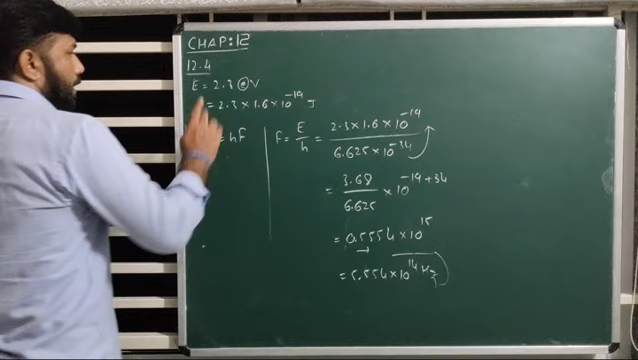 CHAP:12
12.4
E = 2.3 eV
= 2.3 × 1.6 × 10^-19 J
= hF
F = E/h = 2.3 × 1.6 × 10^-19 / 6.625 × 10^-34
= 3.68/6.625 × 10^-19+34
= 0.5554 × 10^15
= 5.554 × 10^14 Hz